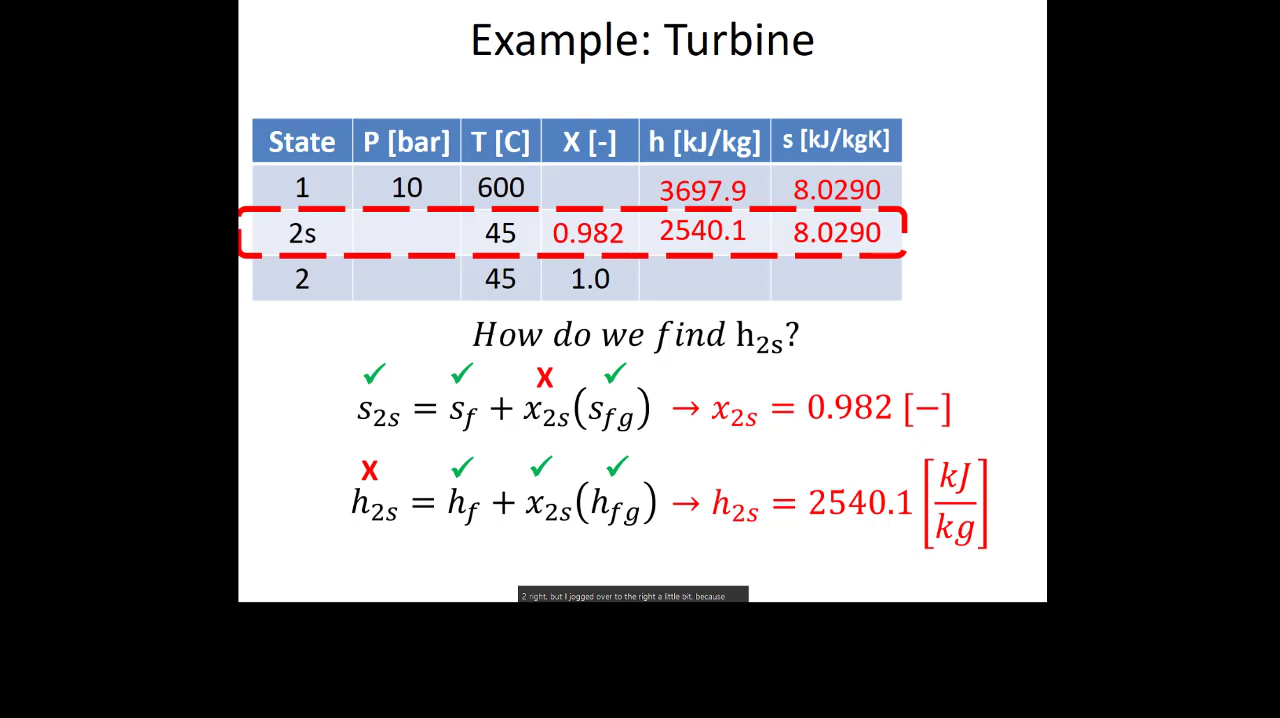 Example: Turbine
State P [bar] T [C] X [-] h [kJ/kg] s [kJ/kgK]
1 10 600 3697.9 8.0290
2s 45 0.982 2540.1 8.0290
2 45 1.0
How do we find h₂ₛ?
✓ ✓ X ✓
s₂ₛ = s_f + x₂ₛ(s_fg) → x₂ₛ = 0.982 [−]
X ✓ ✓ ✓
h₂ₛ = h_f + x₂ₛ(h_fg) → h₂ₛ = 2540.1 [kJ/kg]
2 right, but I jogged over to the right a little bit, because